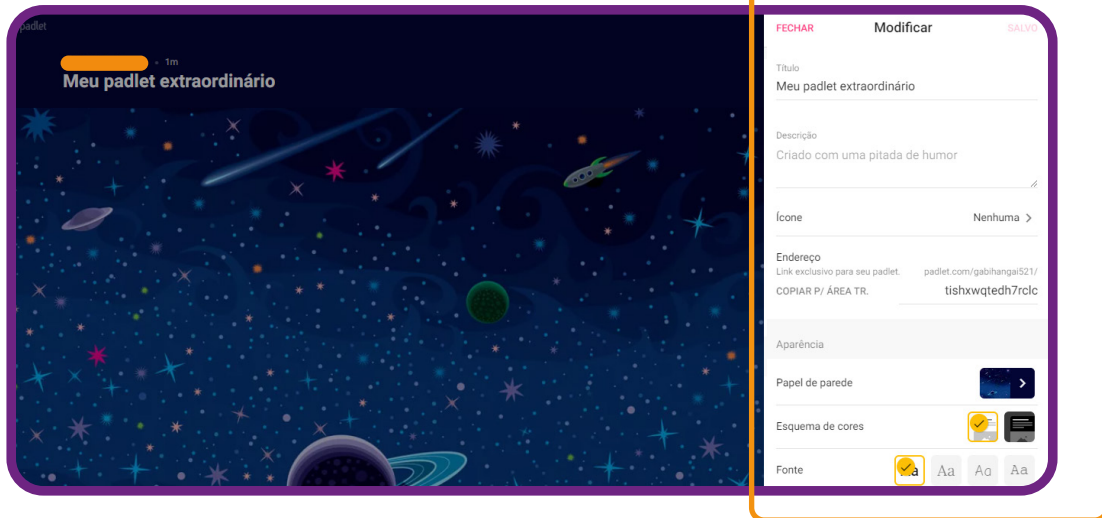 padlet
1m
Meu padlet extraordinário
FECHAR Modificar SALVO
Título
Meu padlet extraordinário
Descrição
Criado com uma pitada de humor
Ícone Nenhuma >
Endereço
Link exclusivo para seu padlet. padlet.com/gabihangai521/
COPIAR P/ ÁREA TR. tishxwqtedh7rclc
Aparência
Papel de parede
Esquema de cores
Fonte Aa Aa Aa Aa